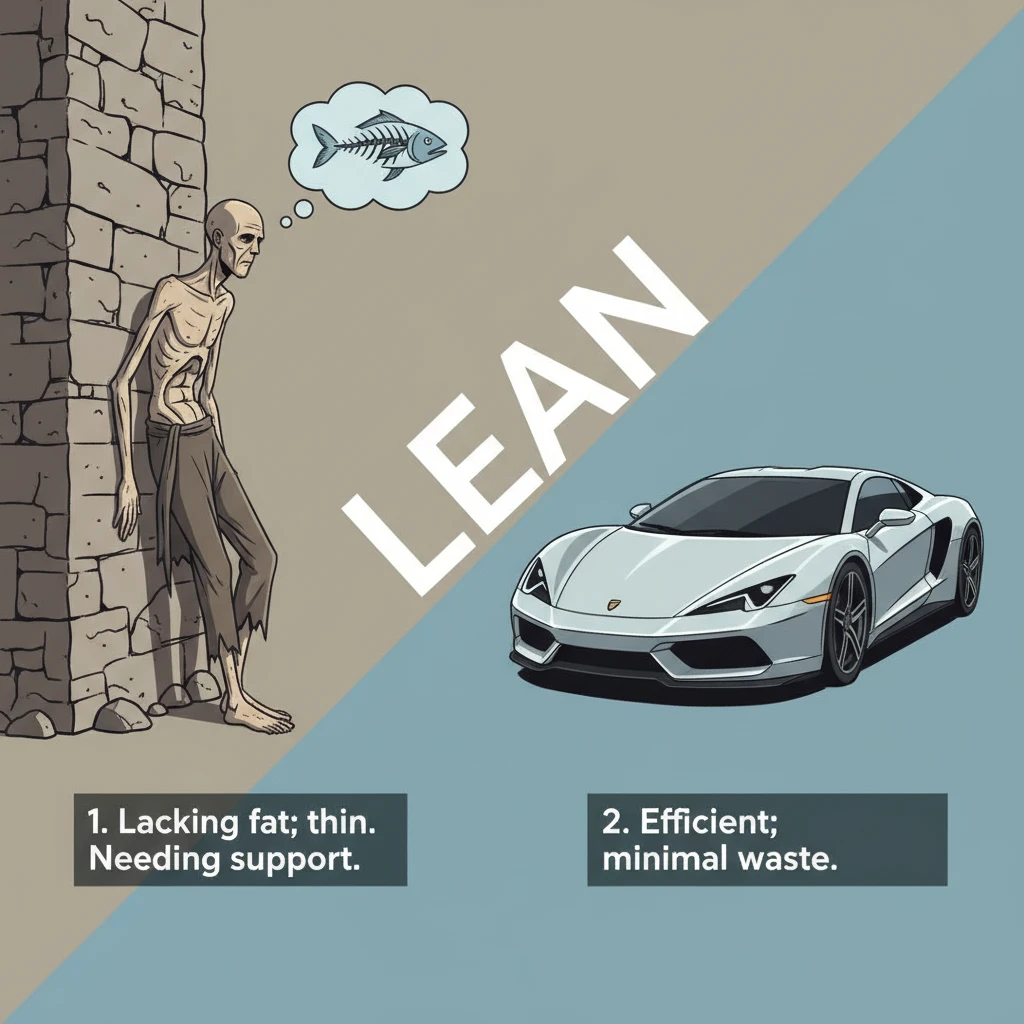 LEAN
1. Lacking fat; thin.
Needing support.
2. Efficient;
minimal waste.